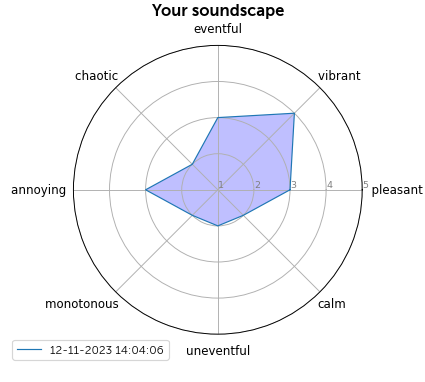 Your soundscape
eventful
chaotic
vibrant
annoying
1 2 3 4 5
pleasant
monotonous
calm
uneventful
12-11-2023 14:04:06